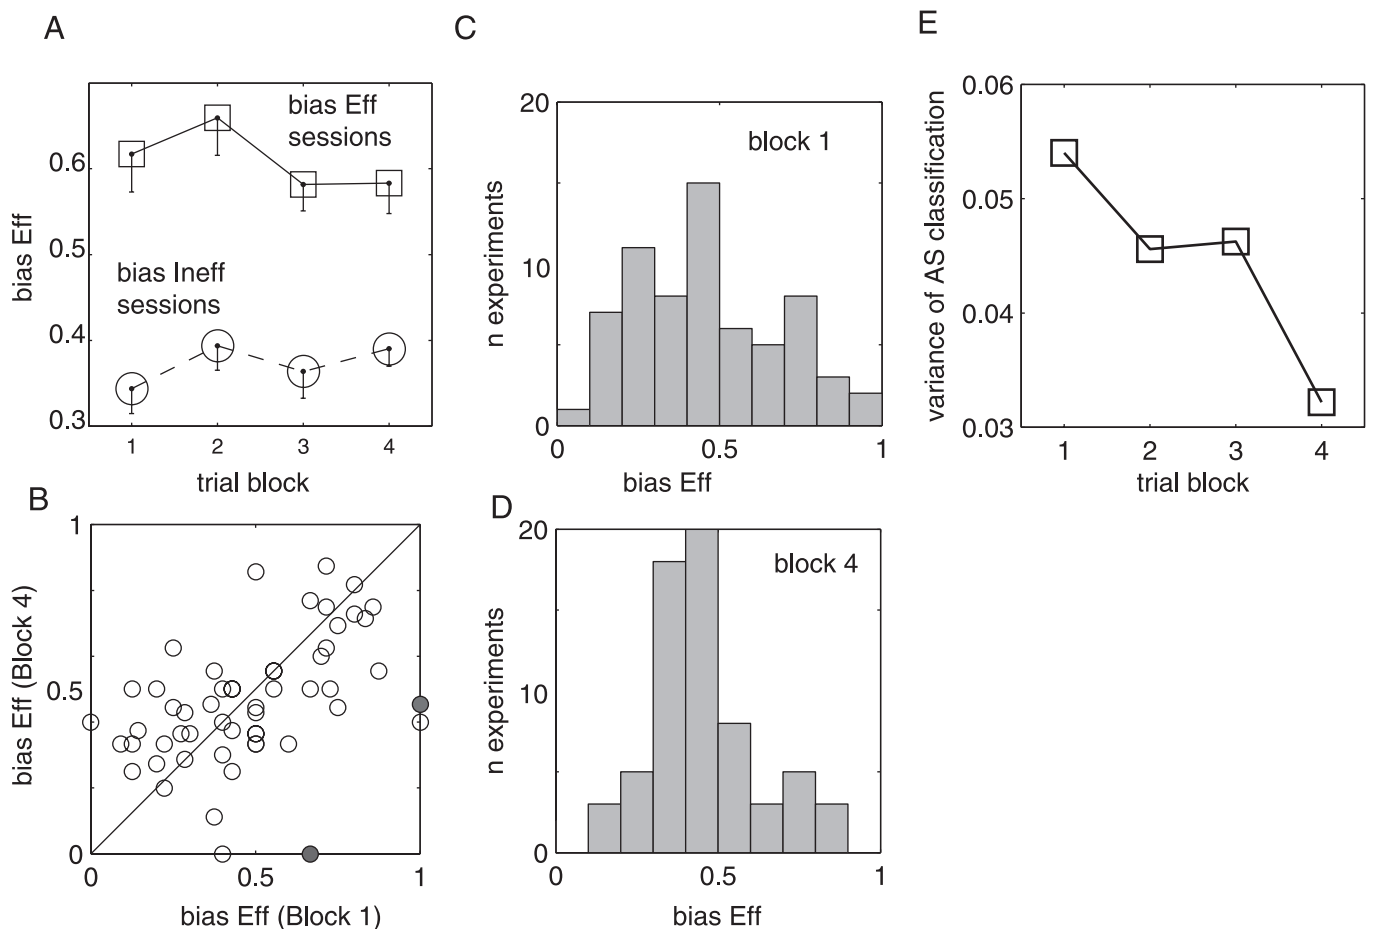 A
bias Eff
0.6
0.5
0.4
0.3
bias Eff
sessions
bias Ineff
sessions
1
2
3
4
trial block
B
bias Eff (Block 4)
1
0.5
0
0
0.5
1
bias Eff (Block 1)
C
n experiments
20
10
0
block 1
0
0.5
1
bias Eff
D
n experiments
20
10
0
block 4
0
0.5
1
bias Eff
E
variance of AS classification
0.06
0.05
0.04
0.03
1
2
3
4
trial block